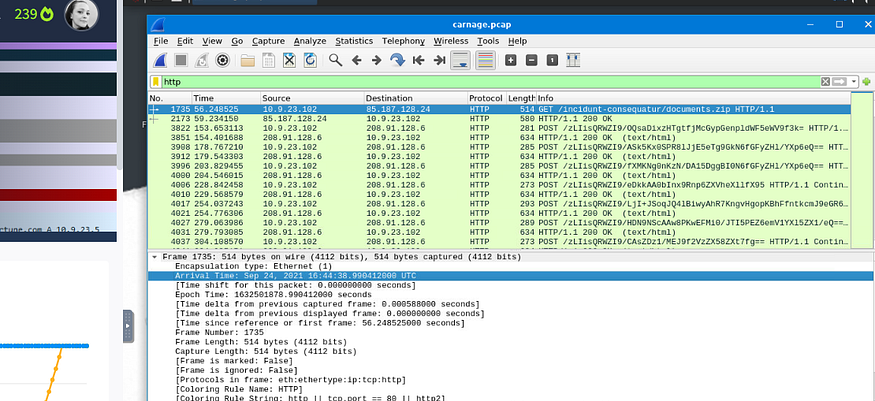 239
carnage.pcap
File Edit View Go Capture Analyze Statistics Telephony Wireless Tools Help
http
No. Time Source Destination Protocol Length Info
1735 56.248525 10.9.23.102 85.187.128.24 HTTP 514 GET /incidunt-consequatur/documents.zip HTTP/1.1
2173 59.234150 85.187.128.24 10.9.23.102 HTTP 580 HTTP/1.1 200 OK
3822 153.653113 10.9.23.102 208.91.128.6 HTTP 281 POST /zLIisQRWZI9/OQsaDixzHTgtfjMcGypGenpldWF5eWV9f3k= HTTP/1....
3851 154.401688 208.91.128.6 10.9.23.102 HTTP 634 HTTP/1.1 200 OK (text/html)
3908 178.767210 10.9.23.102 208.91.128.6 HTTP 285 POST /zLIisQRWZI9/ASk5Kx0SPR8lJjE5eTg9GkN6fGFyZHl/YXp6eQ== HTT...
3912 179.543303 208.91.128.6 10.9.23.102 HTTP 634 HTTP/1.1 200 OK (text/html)
3996 203.829455 10.9.23.102 208.91.128.6 HTTP 285 POST /zLIisQRWZI9/fXMKNg0nKzN/DA15DggBI0N6fGFyZHl/YXp6eQ== HTT...
4000 204.546015 208.91.128.6 10.9.23.102 HTTP 634 HTTP/1.1 200 OK (text/html)
4006 228.842458 10.9.23.102 208.91.128.6 HTTP 273 POST /zLIisQRWZI9/eDkkAA0bInx9Rnp6ZXVheXllfX95 HTTP/1.1 Contin...
4010 229.568579 208.91.128.6 10.9.23.102 HTTP 634 HTTP/1.1 200 OK (text/html)
4017 254.037243 10.9.23.102 208.91.128.6 HTTP 293 POST /zLIisQRWZI9/LjI+JSoqJQ4lBiwyAhR7KngvHgopKBhFfntkcmJ9eGR6...
4021 254.776306 208.91.128.6 10.9.23.102 HTTP 634 HTTP/1.1 200 OK (text/html)
4027 279.063986 10.9.23.102 208.91.128.6 HTTP 289 POST /zLIisQRWZI9/HDN9NScAAw8PKwEFMi0/JTI5PEZ6emV1YXl5ZX1/eQ==...
4031 279.793085 208.91.128.6 10.9.23.102 HTTP 634 HTTP/1.1 200 OK (text/html)
4037 304.108570 10.9.23.102 208.91.128.6 HTTP 273 POST /zLIisQRWZI9/CAsZDz1/MEJ9f2VzZX58ZXt7fg== HTTP/1.1 Contin...
Frame 1735: 514 bytes on wire (4112 bits), 514 bytes captured (4112 bits)
Encapsulation type: Ethernet (1)
Arrival Time: Sep 24, 2021 16:44:38.990412000 UTC
[Time shift for this packet: 0.000000000 seconds]
Epoch Time: 1632501878.990412000 seconds
[Time delta from previous captured frame: 0.000588000 seconds]
[Time delta from previous displayed frame: 0.000000000 seconds]
[Time since reference or first frame: 56.248525000 seconds]
Frame Number: 1735
Frame Length: 514 bytes (4112 bits)
Capture Length: 514 bytes (4112 bits)
[Frame is marked: False]
[Frame is ignored: False]
[Protocols in frame: eth:ethertype:ip:tcp:http]
[Coloring Rule Name: HTTP]
[Coloring Rule String: http || tcp.port == 80 || http2]
ctune.com A 10.9.23.5